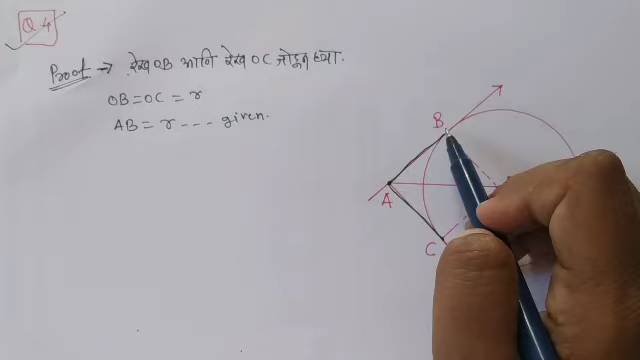 Q.4
Proof → रेख OB आणि रेख OC जोडून घ्या.
OB = OC = r
AB = r --- given.
B
A
C